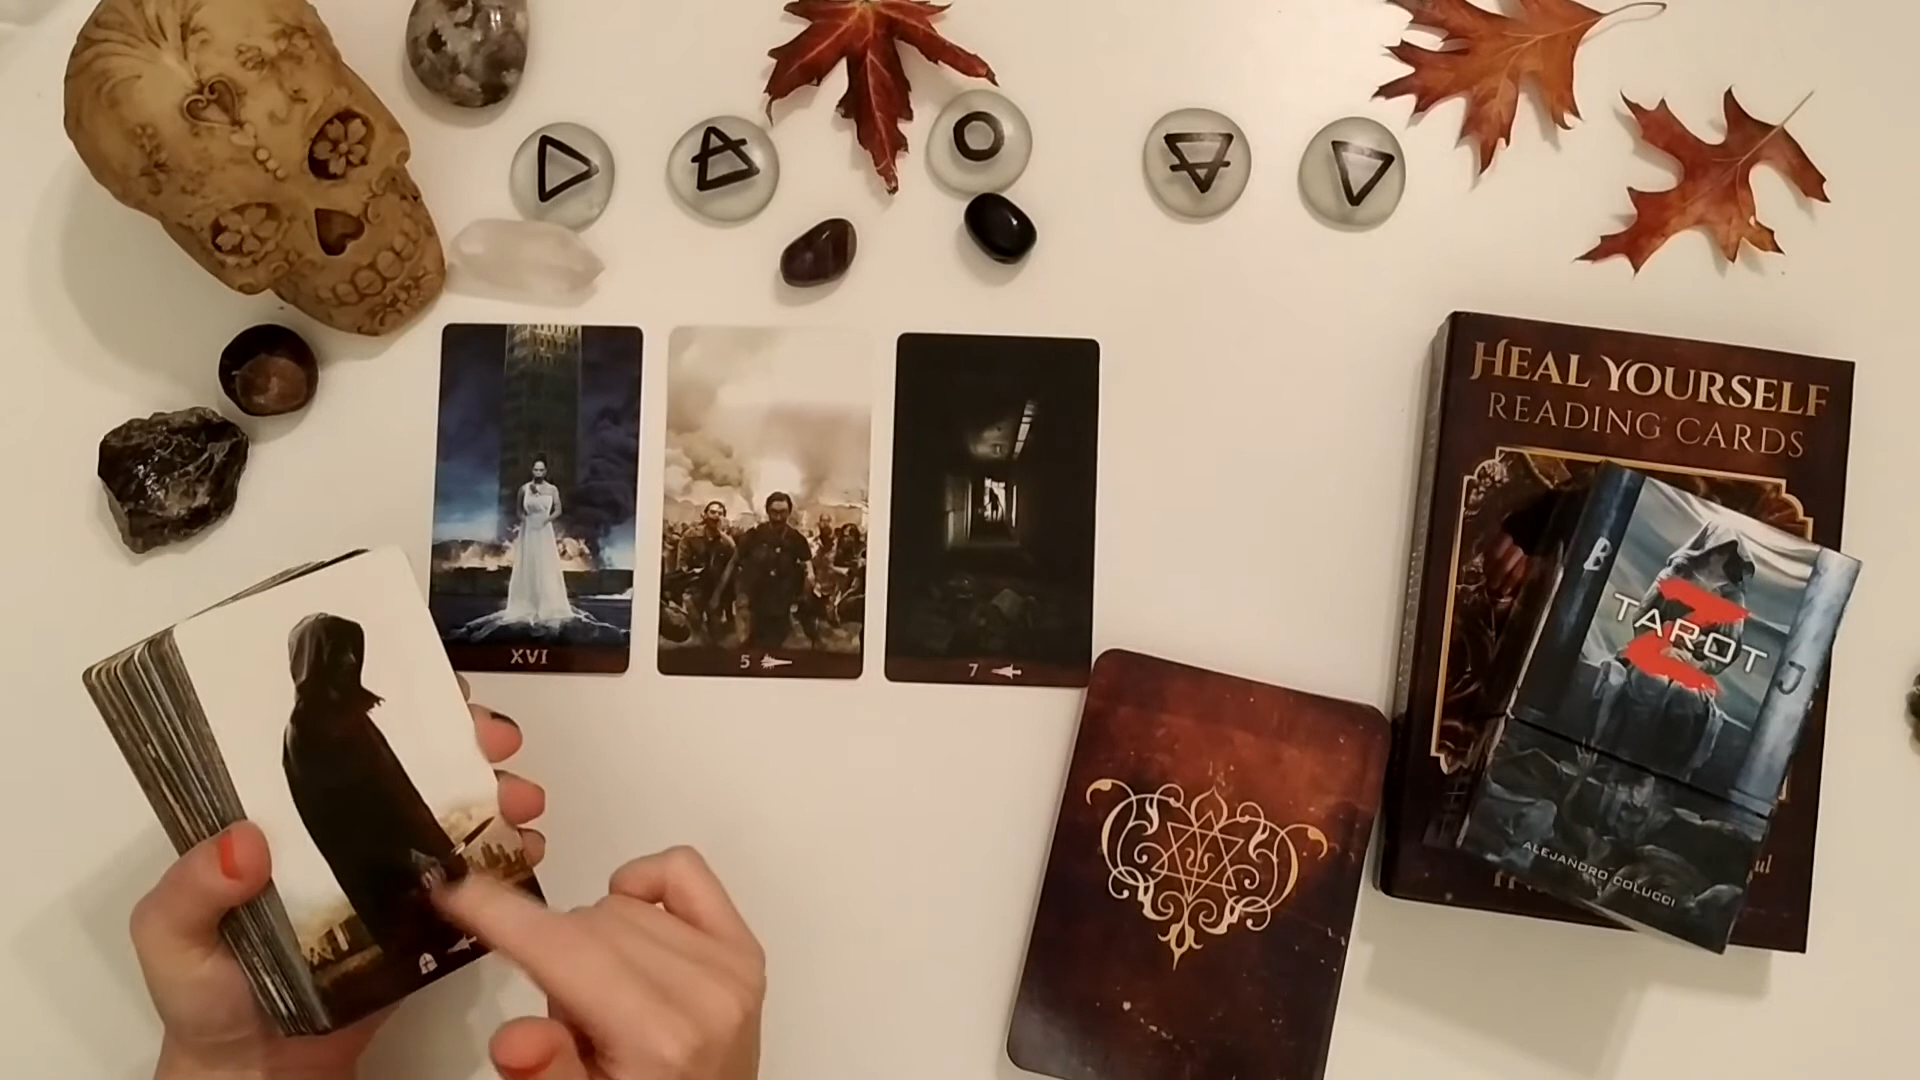 HEAL YOURSELF
READING CARDS
B
J
Z
TAROT
ALEJANDRO COLUCCI
XVI
5
7